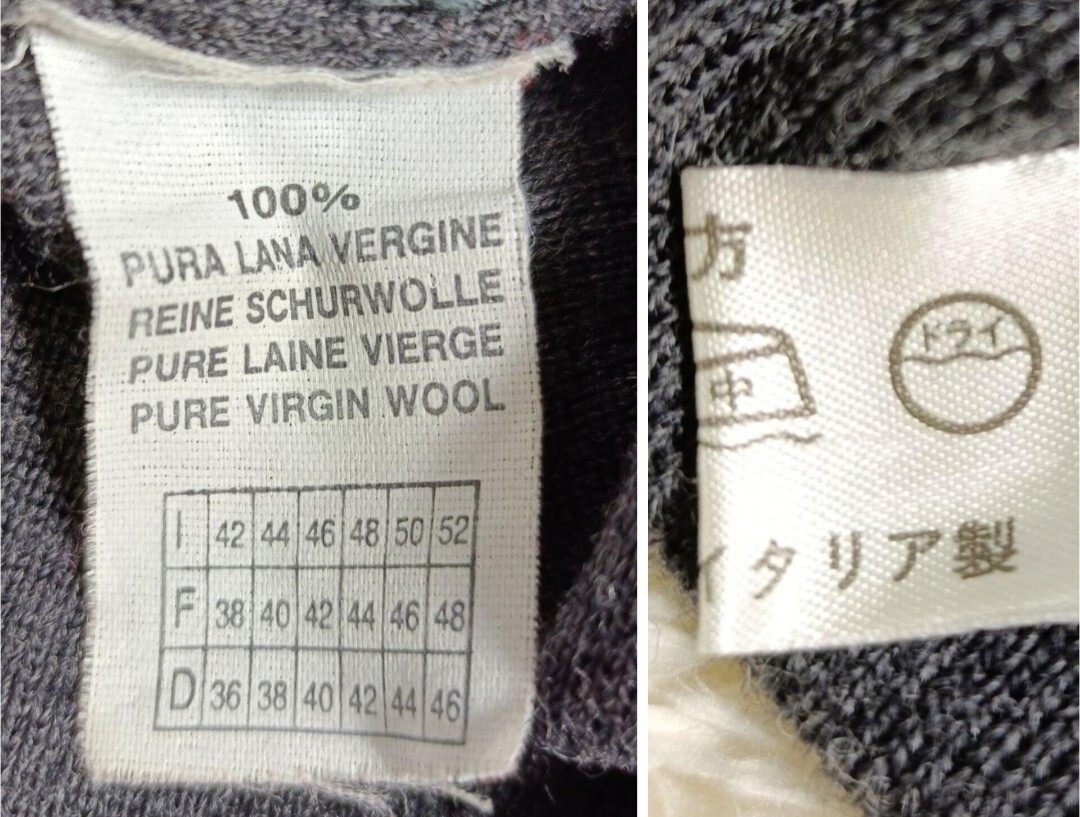 100%
PURA LANA VERGINE
REINE SCHURWOLLE
PURE LAINE VIERGE
PURE VIRGIN WOOL
I 42 44 46 48 50 52
F 38 40 42 44 46 48
D 36 38 40 42 44 46
方
中
ドライ
イタリア製